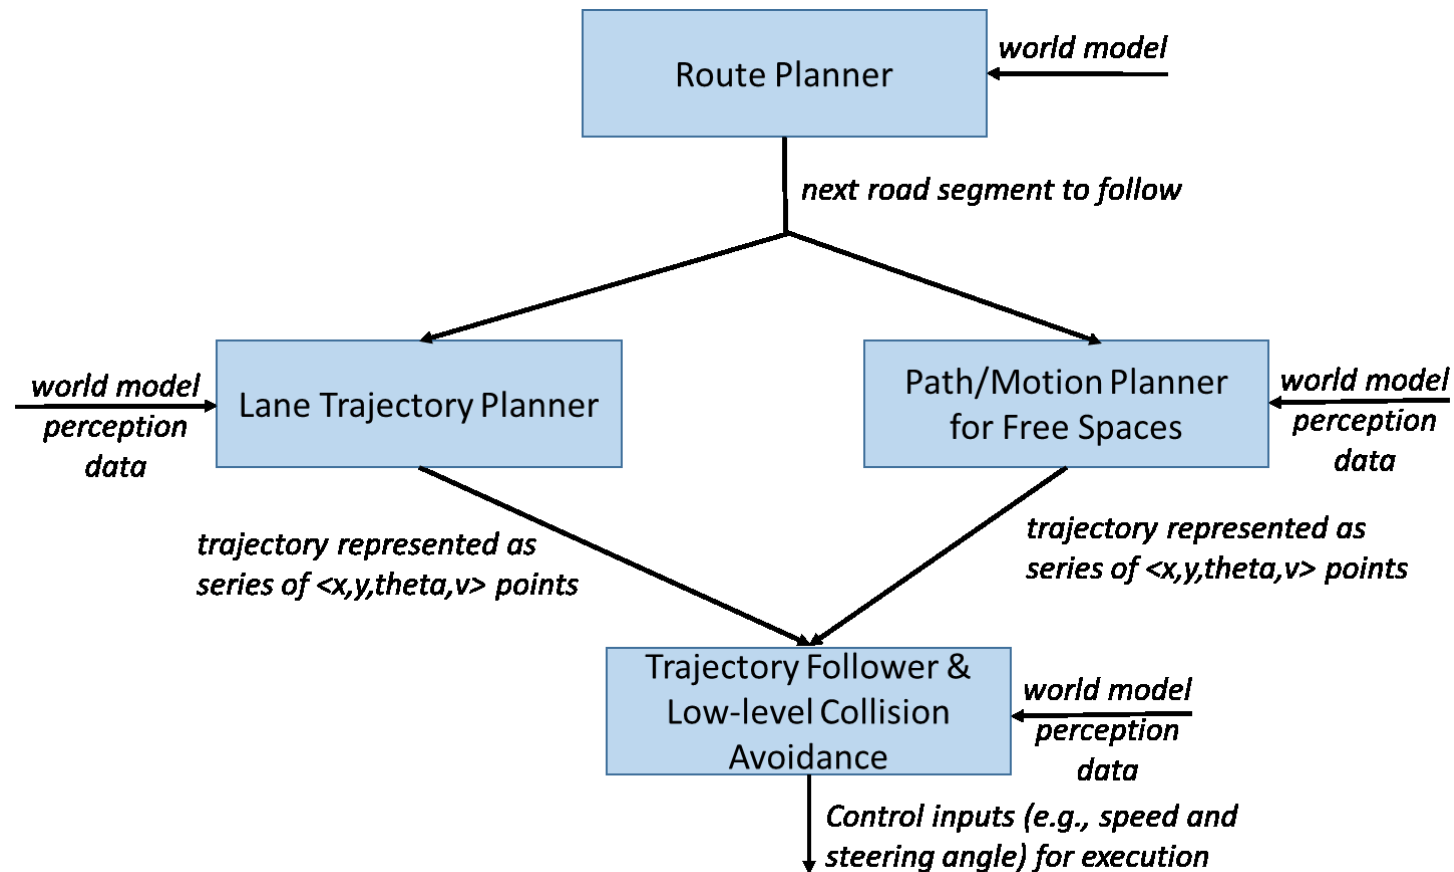 Route Planner
world model
next road segment to follow
world model
perception
data
Lane Trajectory Planner
Path/Motion Planner
for Free Spaces
world model
perception
data
trajectory represented as
series of <x,y,theta,v> points
trajectory represented as
series of <x,y,theta,v> points
Trajectory Follower &
Low-level Collision
Avoidance
world model
perception
data
Control inputs (e.g., speed and
steering angle) for execution